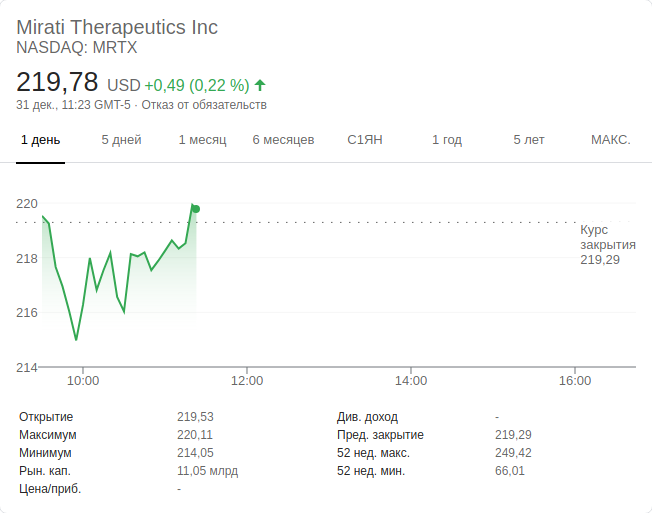 Mirati Therapeutics Inc
NASDAQ: MRTX
219,78 USD +0,49 (0,22 %)
31 дек., 11:23 GMT-5 · Отказ от обязательств
1 день 5 дней 1 месяц 6 месяцев С1ЯН 1 год 5 лет МАКС.
220
218
216
214
Курс
закрытия
219,29
10:00 12:00 14:00 16:00
Открытие 219,53 Див. доход -
Максимум 220,11 Пред. закрытие 219,29
Минимум 214,05 52 нед. макс. 249,42
Рын. кап. 11,05 млрд 52 нед. мин. 66,01
Цена/приб. -